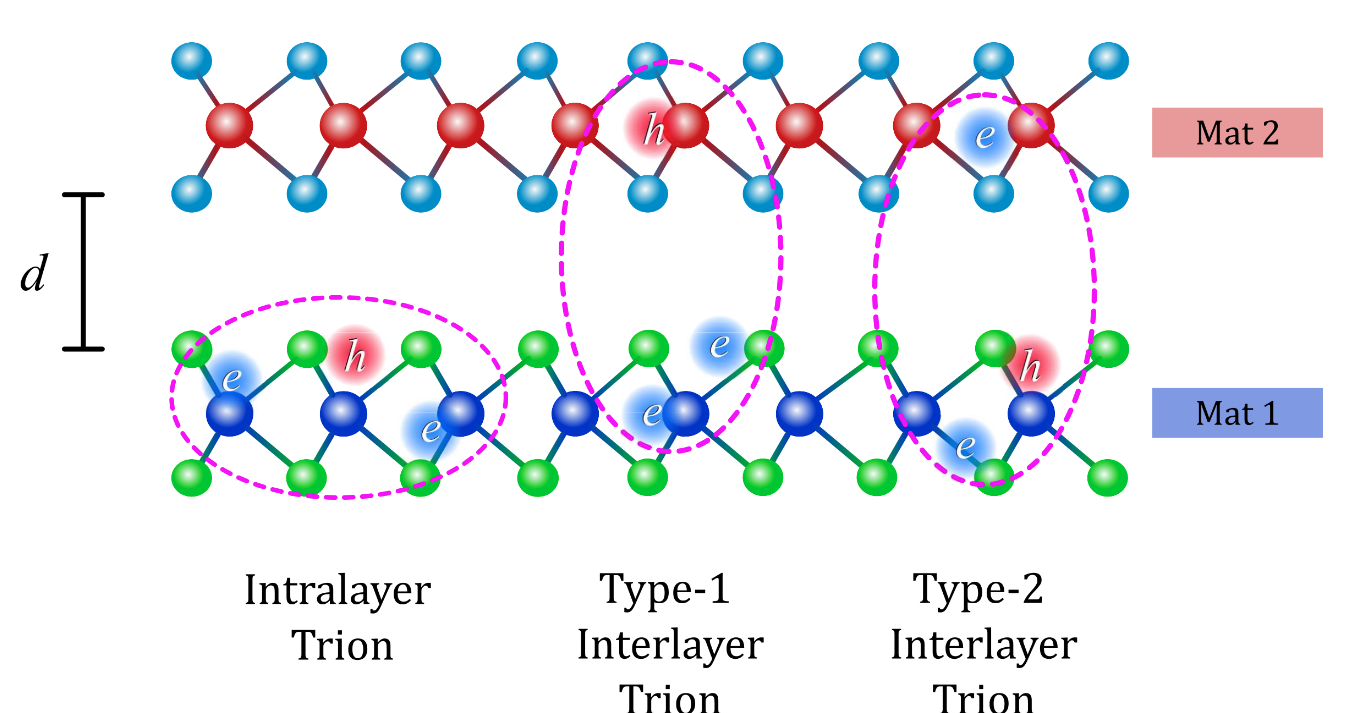 h
e
Mat 2
d
e
h
e
e
e
h
e
Mat 1
Intralayer
Trion
Type-1
Interlayer
Trion
Type-2
Interlayer
Trion